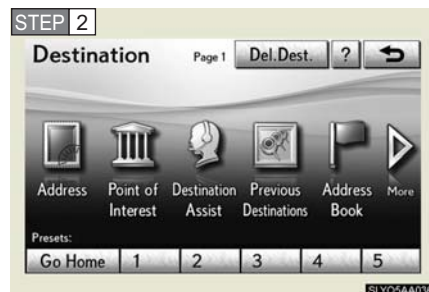 STEP 2
Destination Page 1 Del.Dest. ?
Address Point of Interest Destination Assist Previous Destinations Address Book More
Presets:
Go Home 1 2 3 4 5